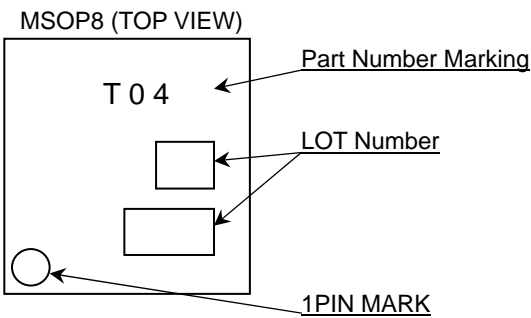 MSOP8 (TOP VIEW)
Part Number Marking
T 0 4
LOT Number
1PIN MARK